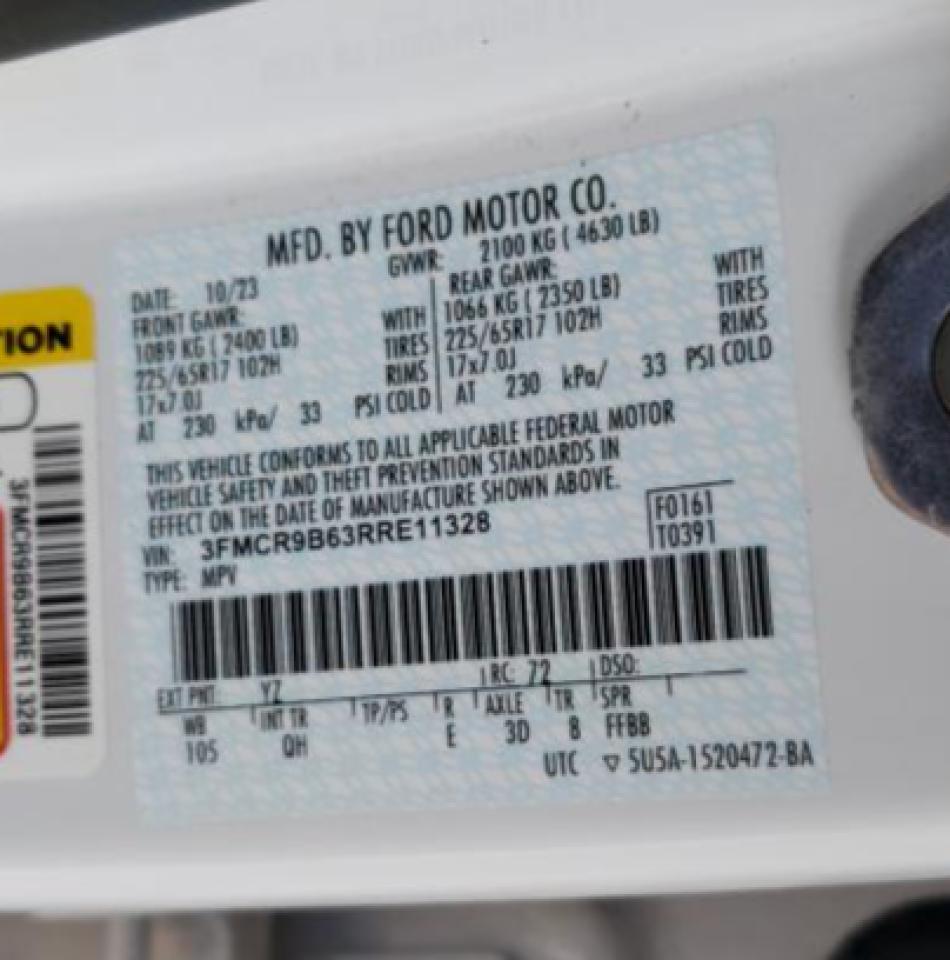 MFD. BY FORD MOTOR CO.
DATE: 10/23 GVWR: 2100 KG ( 4630 LB)
FRONT GAWR: REAR GAWR:
1089 KG ( 2400 LB) WITH 1066 KG ( 2350 LB) WITH
225/65R17 102H TIRES 225/65R17 102H TIRES
17x7.0J RIMS 17x7.0J RIMS
AT 230 kPa/ 33 PSI COLD AT 230 kPa/ 33 PSI COLD
THIS VEHICLE CONFORMS TO ALL APPLICABLE FEDERAL MOTOR
VEHICLE SAFETY AND THEFT PREVENTION STANDARDS IN
EFFECT ON THE DATE OF MANUFACTURE SHOWN ABOVE.
VIN: 3FMCR9B63RRE11328 F0161
TYPE: MPV T0391
EXT PNT: YZ RC: 72 DSO:
WB INT TR TP/PS R AXLE TR SPR
105 QH E 3D 8 FFBB
UTC ▽ 5U5A-1520472-BA
TION
3FMCR9B63RRE11328